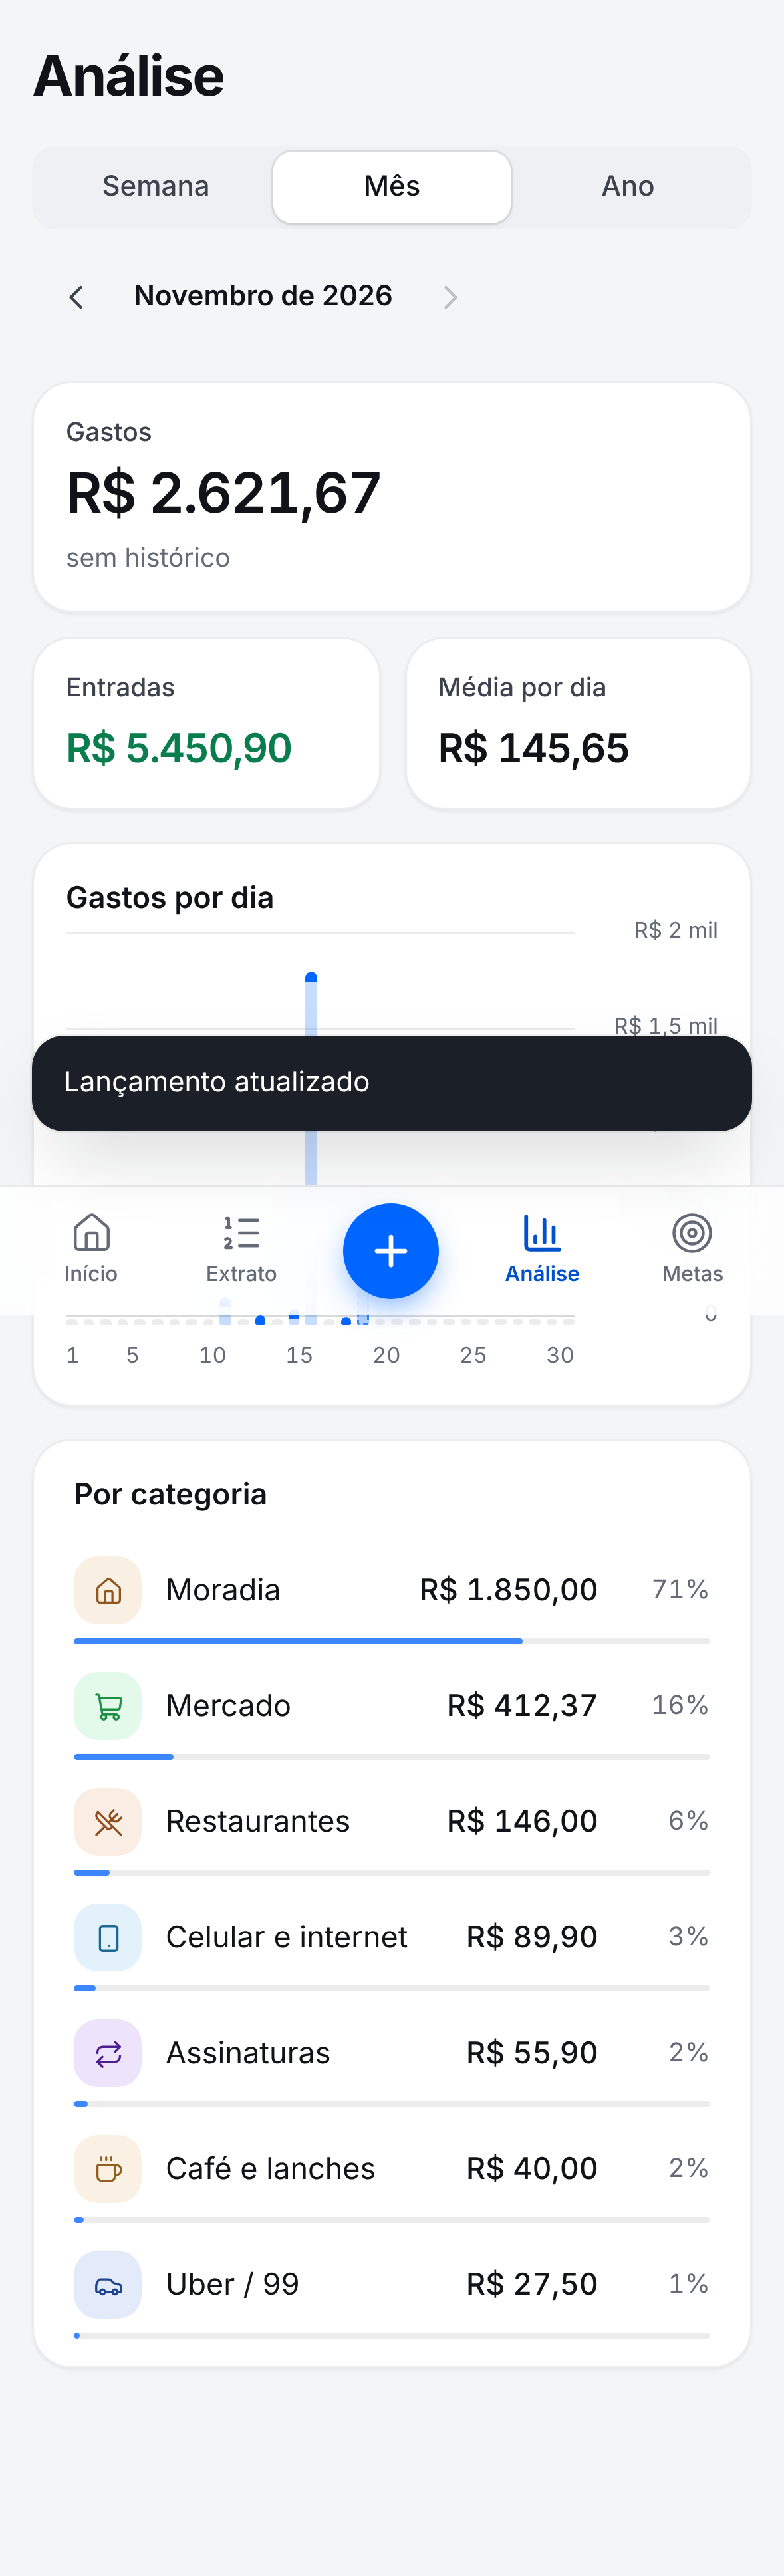 Análise
Semana Mês Ano
Novembro de 2026
Gastos
R$ 2.621,67
sem histórico
Entradas
R$ 5.450,90
Média por dia
R$ 145,65
Gastos por dia
R$ 2 mil
R$ 1,5 mil
Lançamento atualizado
1
2
Início Extrato Análise Metas
0
1 5 10 15 20 25 30
Por categoria
Moradia R$ 1.850,00 71%
Mercado R$ 412,37 16%
Restaurantes R$ 146,00 6%
Celular e internet R$ 89,90 3%
Assinaturas R$ 55,90 2%
Café e lanches R$ 40,00 2%
Uber / 99 R$ 27,50 1%